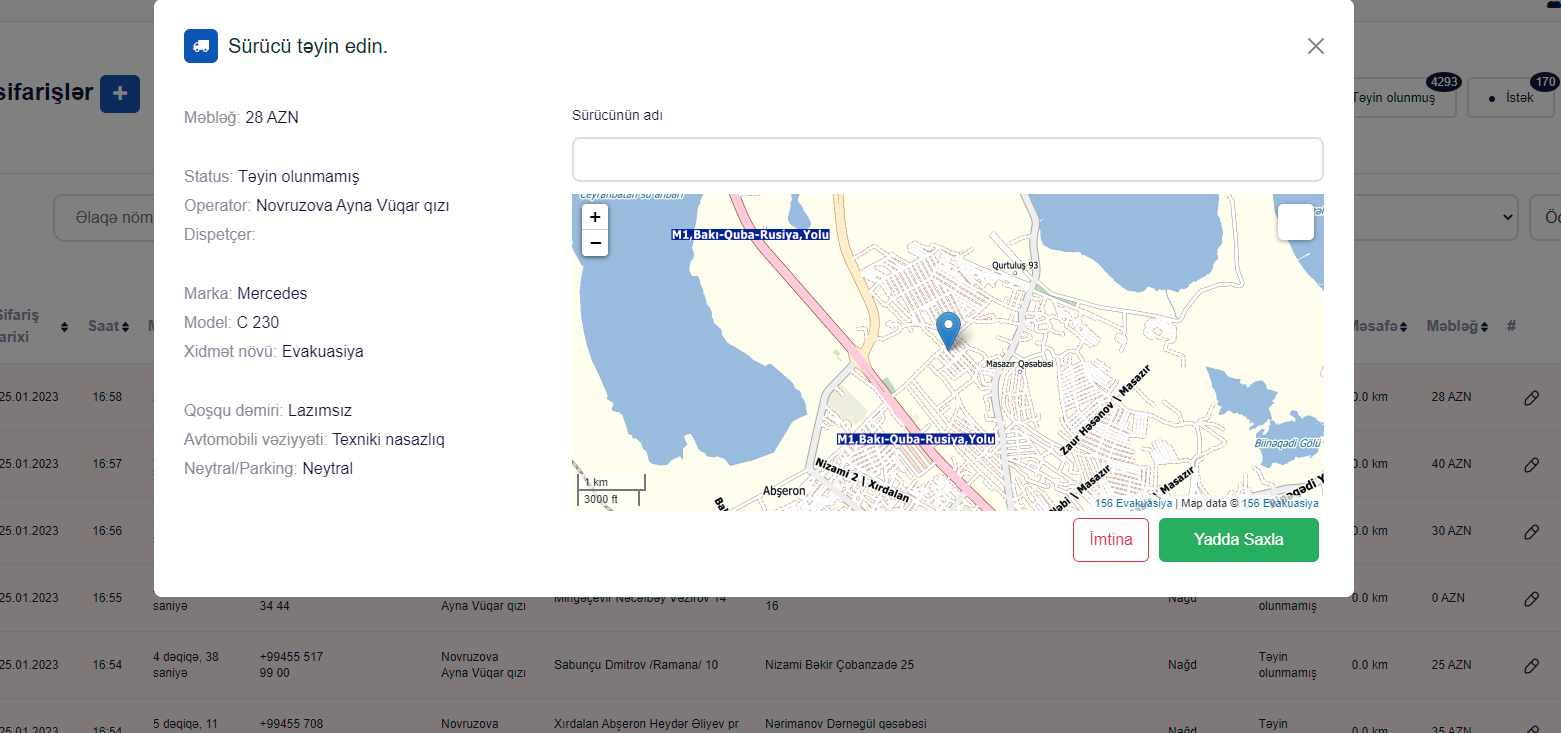 Sürücü təyin edin.
sifarişlər
+
4293
Təyin olunmuş
170
İstək
Məbləğ: 28 AZN
Status: Təyin olunmamış
Operator: Novruzova Ayna Vüqar qızı
Dispetçer:
Marka: Mercedes
Model: C 230
Xidmət növü: Evakuasiya
Qoşqu dəmiri: Lazımsız
Avtomobili vəziyyəti: Texniki nasazlıq
Neytral/Parking: Neytral
Sürücünün adı
+
−
M1,Bakı-Quba-Rusiya,Yolu
Qurtuluş 93
Masazır Qəsəbəsi
Zaur Həsənov \ Masazır
M1,Bakı-Quba-Rusiya,Yolu
Binəqədi Gölü
Nizami 2 \ Xırdalan
Abşeron
\ Masazır
\ Masazır
1 km
3000 ft
156 Evakuasiya | Map data © 156 Evakuasiya
İmtina
Yadda Saxla
Əlaqə nöm
Sifariş
arixi
Saat
Məsafə
Məbləğ
#
25.01.2023 16:58 0.0 km 28 AZN
25.01.2023 16:57 0.0 km 40 AZN
25.01.2023 16:56 0.0 km 30 AZN
25.01.2023 16:55 0.0 km 0 AZN
saniyə 34 44 Ayna Vüqar qızı 16 olunmamış
25.01.2023 16:54 4 dəqiqə, 38 +99455 517 Novruzova Sabunçu Dmitrov /Ramana/ 10 Nizami Bəkir Çobanzadə 25 Nağd Təyin 0.0 km 25 AZN
saniyə 99 00 Ayna Vüqar qızı olunmamış
25.01.2023 16:54 5 dəqiqə, 11 +99455 708 Novruzova Xırdalan Abşeron Heydər Əliyev pr Nərimanov Dərnəgül qəsəbəsi Nağd Təyin 0.0 km 35 AZN